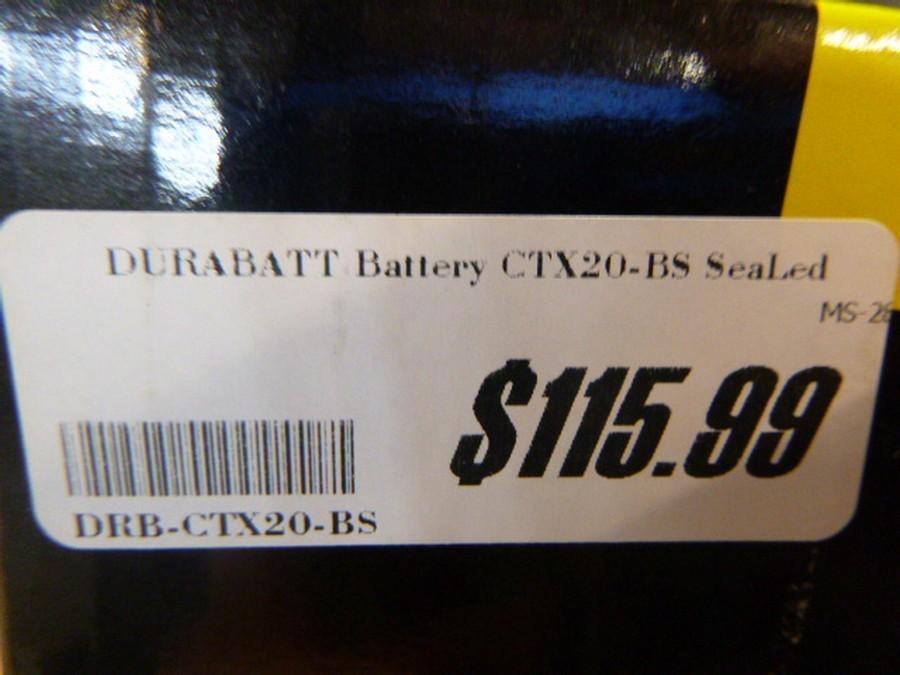 DURABATT Battery CTX20-BS SeaLed
$115.99
DRB-CTX20-BS